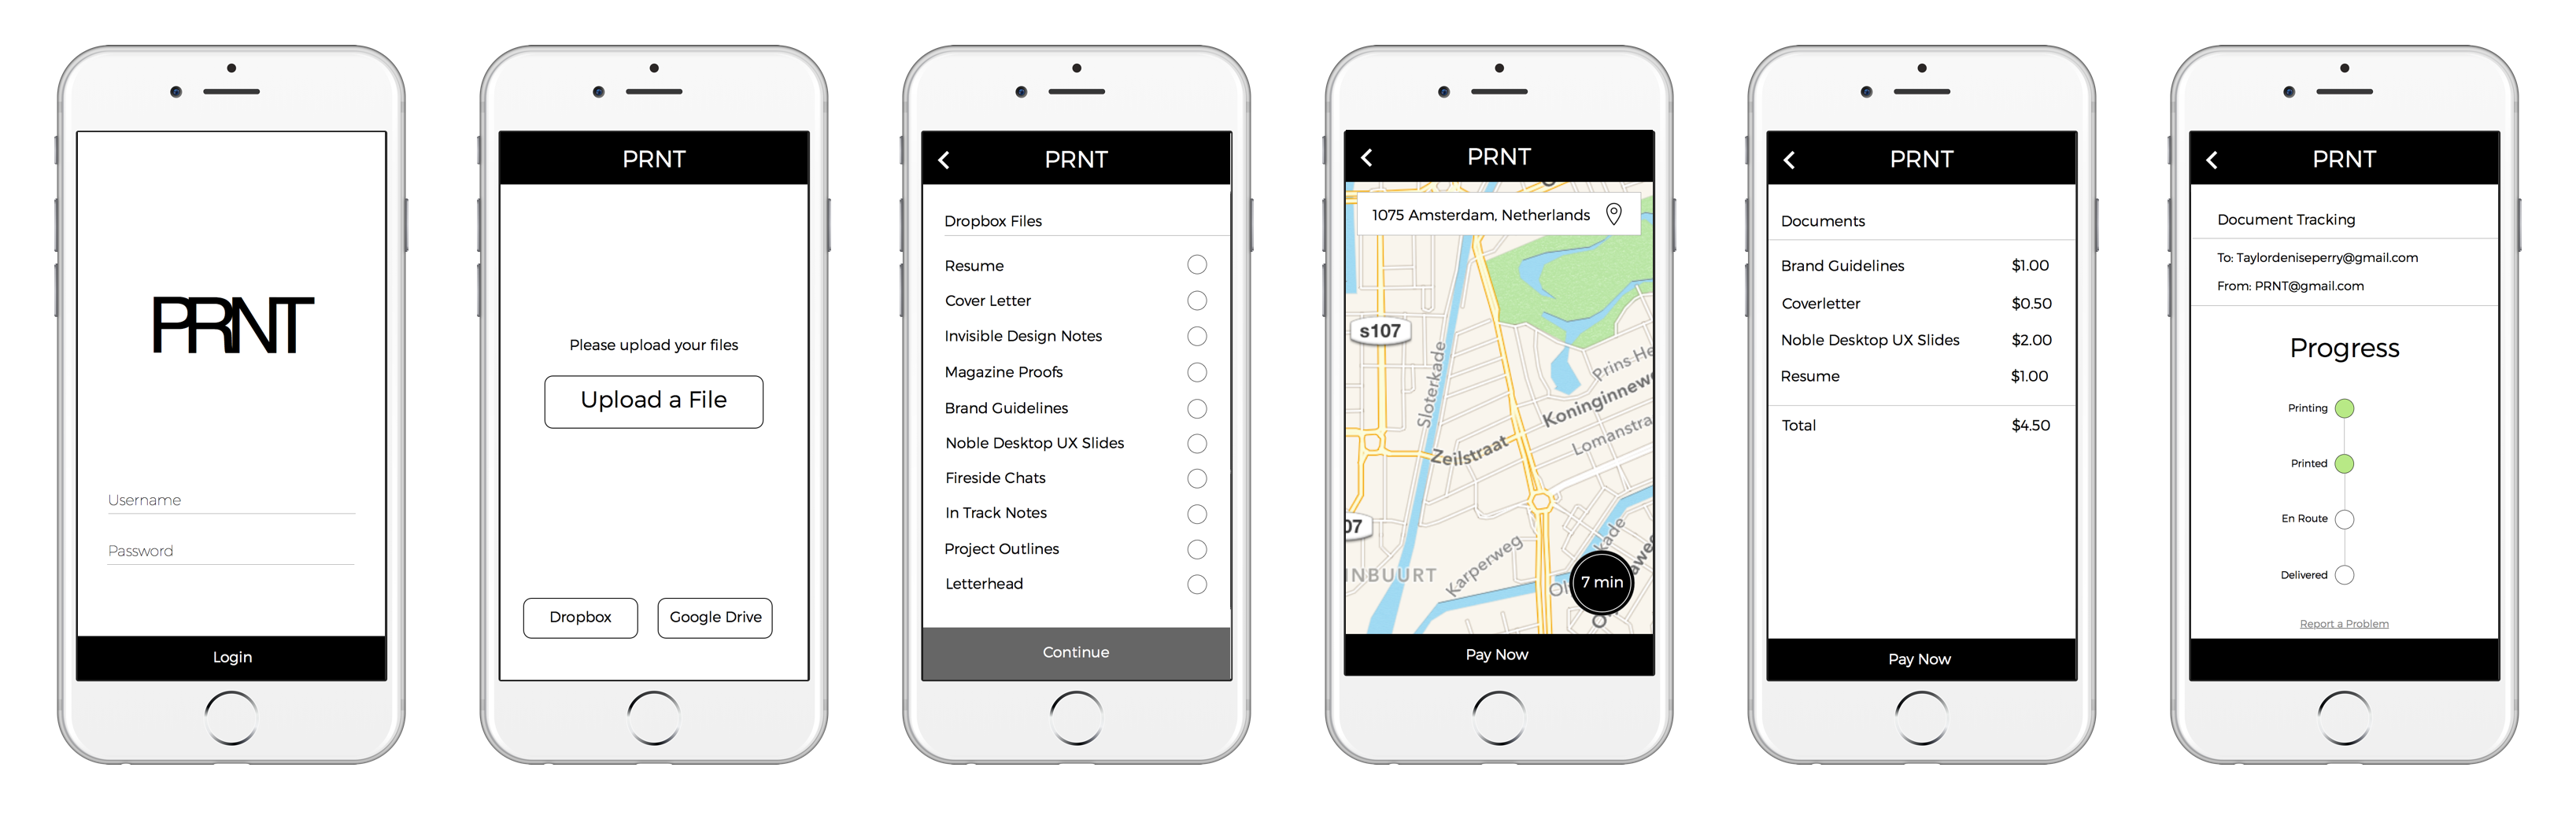 PRNT
Username
Password
Login
PRNT
Please upload your files
Upload a File
Dropbox
Google Drive
PRNT
Dropbox Files
Resume
Cover Letter
Invisible Design Notes
Magazine Proofs
Brand Guidelines
Noble Desktop UX Slides
Fireside Chats
In Track Notes
Project Outlines
Letterhead
Continue
PRNT
1075 Amsterdam, Netherlands
s107
Sloterkade
Prins He
Koninginnew
Lomanstra
Zeilstraat
07
Karperweg
kade
awe
INBUURT
Ol
7 min
Pay Now
PRNT
Documents
Brand Guidelines $1.00
Coverletter $0.50
Noble Desktop UX Slides $2.00
Resume $1.00
Total $4.50
Pay Now
PRNT
Document Tracking
To: Taylordeniseperry@gmail.com
From: PRNT@gmail.com
Progress
Printing
Printed
En Route
Delivered
Report a Problem